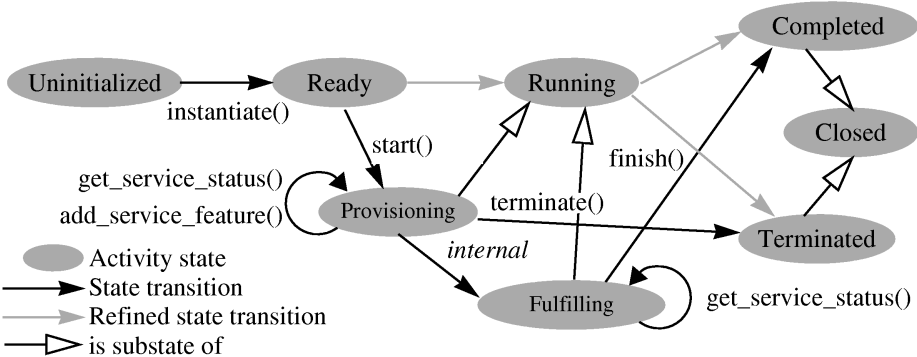 Completed
Uninitialized
Ready
Running
instantiate()
Closed
start()
finish()
get_service_status()
add_service_feature()
Provisioning
terminate()
Terminated
internal
Activity state
State transition
Fulfilling
get_service_status()
Refined state transition
is substate of